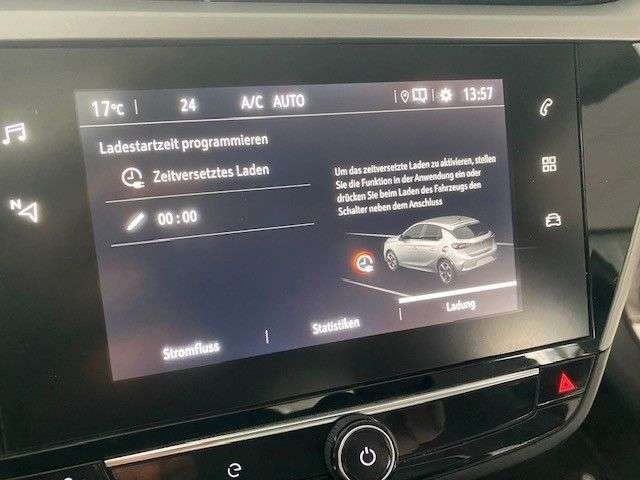 17°C 24 A/C AUTO 13:57
Ladestartzeit programmieren
Zeitversetztes Laden
00 : 00
Um das zeitversetzte Laden zu aktivieren, stellen
Sie die Funktion in der Anwendung ein oder
drücken Sie beim Laden des Fahrzeugs den
Schalter neben dem Anschluss
Stromfluss Statistiken Ladung
N